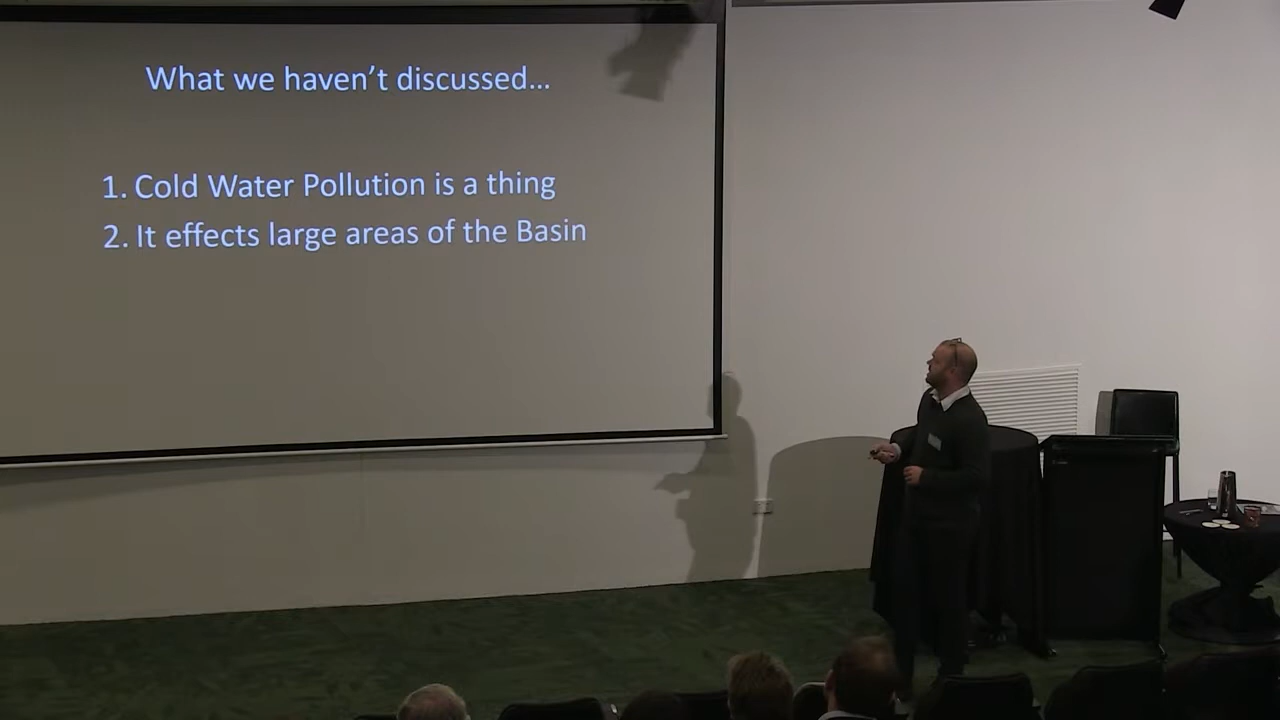 What we haven't discussed...
1. Cold Water Pollution is a thing
2. It effects large areas of the Basin